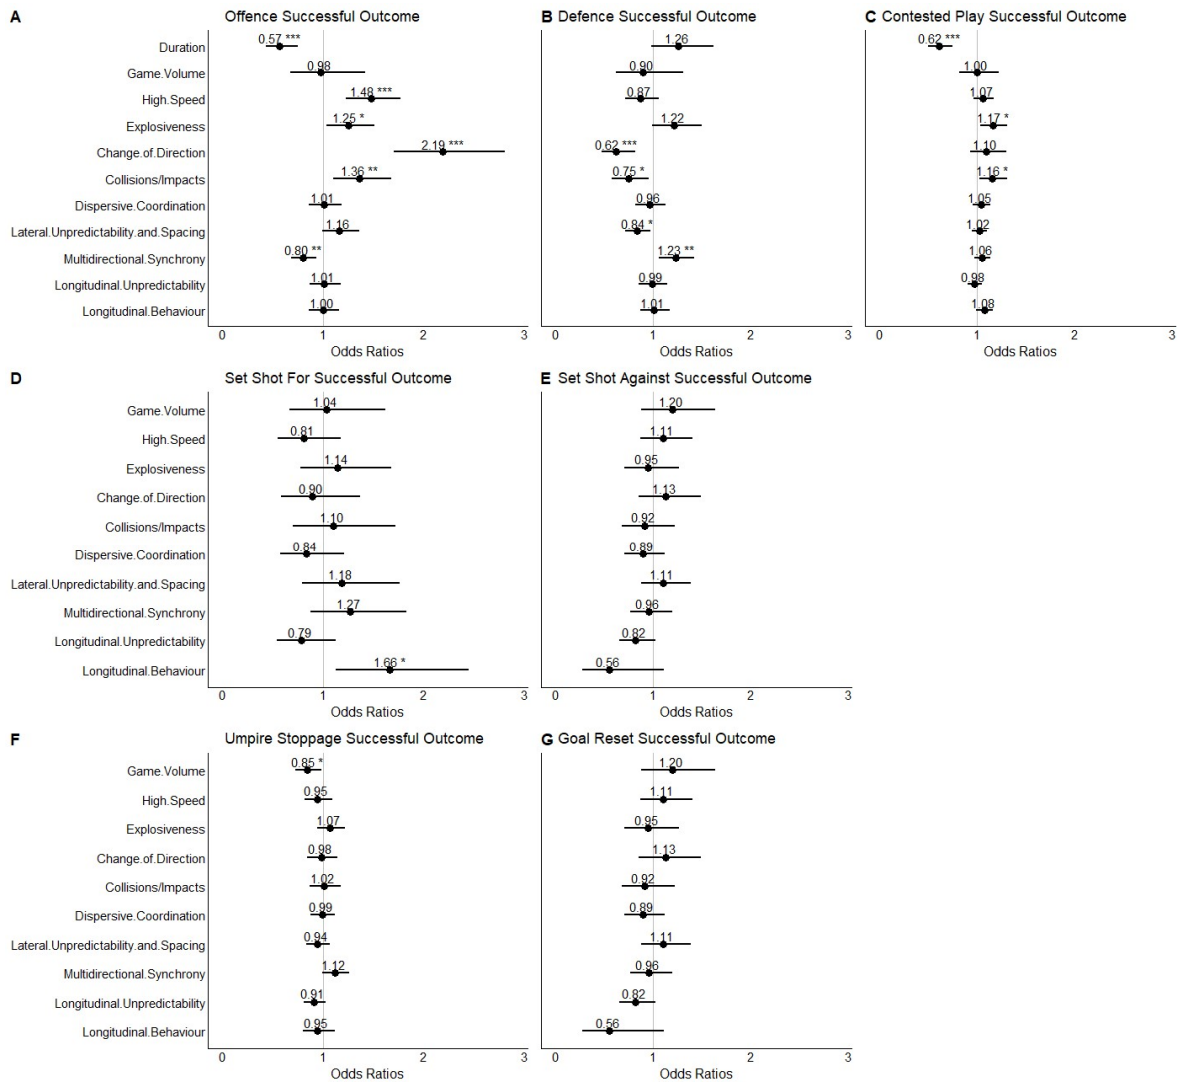 A Offence Successful Outcome
Duration 0.57 ***
Game.Volume 0.98
High.Speed 1.48 ***
Explosiveness 1.25 *
Change.of.Direction 2.19 ***
Collisions/Impacts 1.36 **
Dispersive.Coordination 1.01
Lateral.Unpredictability.and.Spacing 1.16
Multidirectional.Synchrony 0.80 **
Longitudinal.Unpredictability 1.01
Longitudinal.Behaviour 1.00
0 1 2 3
Odds Ratios
B Defence Successful Outcome
1.26
0.90
0.87
1.22
0.62 ***
0.75 *
0.96
0.84 *
1.23 **
0.99
1.01
0 1 2 3
Odds Ratios
C Contested Play Successful Outcome
0.62 ***
1.00
1.07
1.17 *
1.10
1.16 *
1.05
1.02
1.06
0.98
1.08
0 1 2 3
Odds Ratios
D Set Shot For Successful Outcome
Game.Volume 1.04
High.Speed 0.81
Explosiveness 1.14
Change.of.Direction 0.90
Collisions/Impacts 1.10
Dispersive.Coordination 0.84
Lateral.Unpredictability.and.Spacing 1.18
Multidirectional.Synchrony 1.27
Longitudinal.Unpredictability 0.79
Longitudinal.Behaviour 1.66 *
0 1 2 3
Odds Ratios
E Set Shot Against Successful Outcome
1.20
1.11
0.95
1.13
0.92
0.89
1.11
0.96
0.82
0.56
0 1 2 3
Odds Ratios
F Umpire Stoppage Successful Outcome
Game.Volume 0.85 *
High.Speed 0.95
Explosiveness 1.07
Change.of.Direction 0.98
Collisions/Impacts 1.02
Dispersive.Coordination 0.99
Lateral.Unpredictability.and.Spacing 0.94
Multidirectional.Synchrony 1.12
Longitudinal.Unpredictability 0.91
Longitudinal.Behaviour 0.95
0 1 2 3
Odds Ratios
G Goal Reset Successful Outcome
1.20
1.11
0.95
1.13
0.92
0.89
1.11
0.96
0.82
0.56
0 1 2 3
Odds Ratios